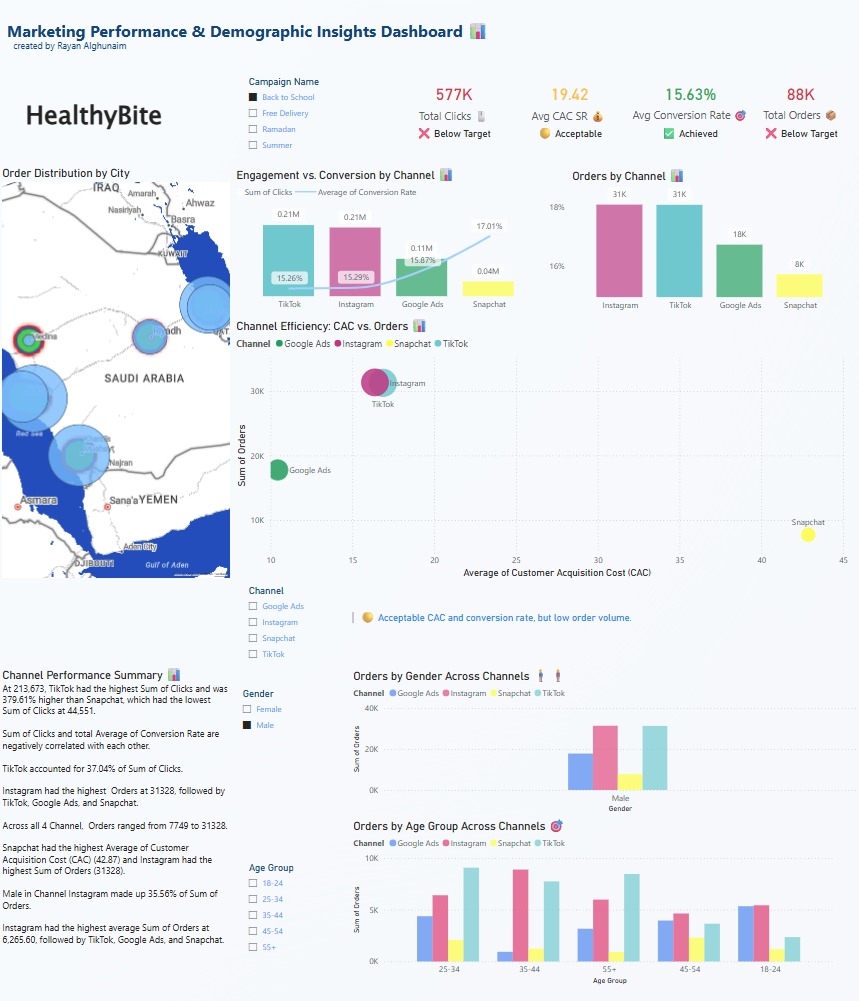 Marketing Performance & Demographic Insights Dashboard
created by Rayan Alghunaim
HealthyBite
Campaign Name
Back to School
Free Delivery
Ramadan
Summer
577K
Total Clicks
Below Target
19.42
Avg CAC SR
Acceptable
15.63%
Avg Conversion Rate
Achieved
88K
Total Orders
Below Target
Order Distribution by City
IRAQ
Amarah
Ahwaz
Nasiriyah
Basra
KUWAIT
Medina
Riyadh
SAUDI ARABIA
Red Sea
Najran
Asmara
Sana'a
YEMEN
Aden City
DJIBOUTI
Gulf of Aden
Engagement vs. Conversion by Channel
Sum of Clicks
Average of Conversion Rate
0.21M
0.21M
0.11M
0.04M
15.26%
15.29%
15.87%
17.01%
TikTok
Instagram
Google Ads
Snapchat
18%
16%
Orders by Channel
31K
31K
18K
8K
Instagram
TikTok
Google Ads
Snapchat
Channel Efficiency: CAC vs. Orders
Channel Google Ads Instagram Snapchat TikTok
Sum of Orders
30K
20K
10K
Instagram
TikTok
Google Ads
Snapchat
10 15 20 25 30 35 40 45
Average of Customer Acquisition Cost (CAC)
Channel
Google Ads
Instagram
Snapchat
TikTok
Acceptable CAC and conversion rate, but low order volume.
Channel Performance Summary
At 213,673, TikTok had the highest Sum of Clicks and was
379.61% higher than Snapchat, which had the lowest
Sum of Clicks at 44,551.
Sum of Clicks and total Average of Conversion Rate are
negatively correlated with each other.
TikTok accounted for 37.04% of Sum of Clicks.
Instagram had the highest Orders at 31328, followed by
TikTok, Google Ads, and Snapchat.
Across all 4 Channel, Orders ranged from 7749 to 31328.
Snapchat had the highest Average of Customer
Acquisition Cost (CAC) (42.87) and Instagram had the
highest Sum of Orders (31328).
Male in Channel Instagram made up 35.56% of Sum of
Orders.
Instagram had the highest average Sum of Orders at
6,265.60, followed by TikTok, Google Ads, and Snapchat.
Gender
Female
Male
Orders by Gender Across Channels
Channel Google Ads Instagram Snapchat TikTok
Sum of Orders
40K
20K
0K
Male
Gender
Age Group
18-24
25-34
35-44
45-54
55+
Orders by Age Group Across Channels
Channel Google Ads Instagram Snapchat TikTok
Sum of Orders
10K
5K
0K
25-34 35-44 55+ 45-54 18-24
Age Group